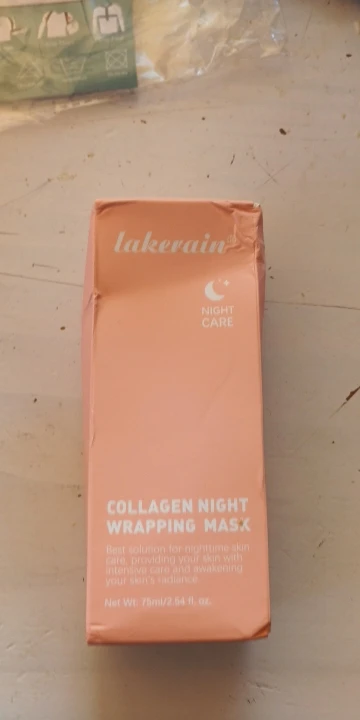 lakerain
NIGHT
CARE
COLLAGEN NIGHT
WRAPPING MASK
Best solution for nighttime skin
care, providing your skin with
intensive care and awakening
your skin's radiance.
Net Wt: 75ml/2.54 fl. oz.